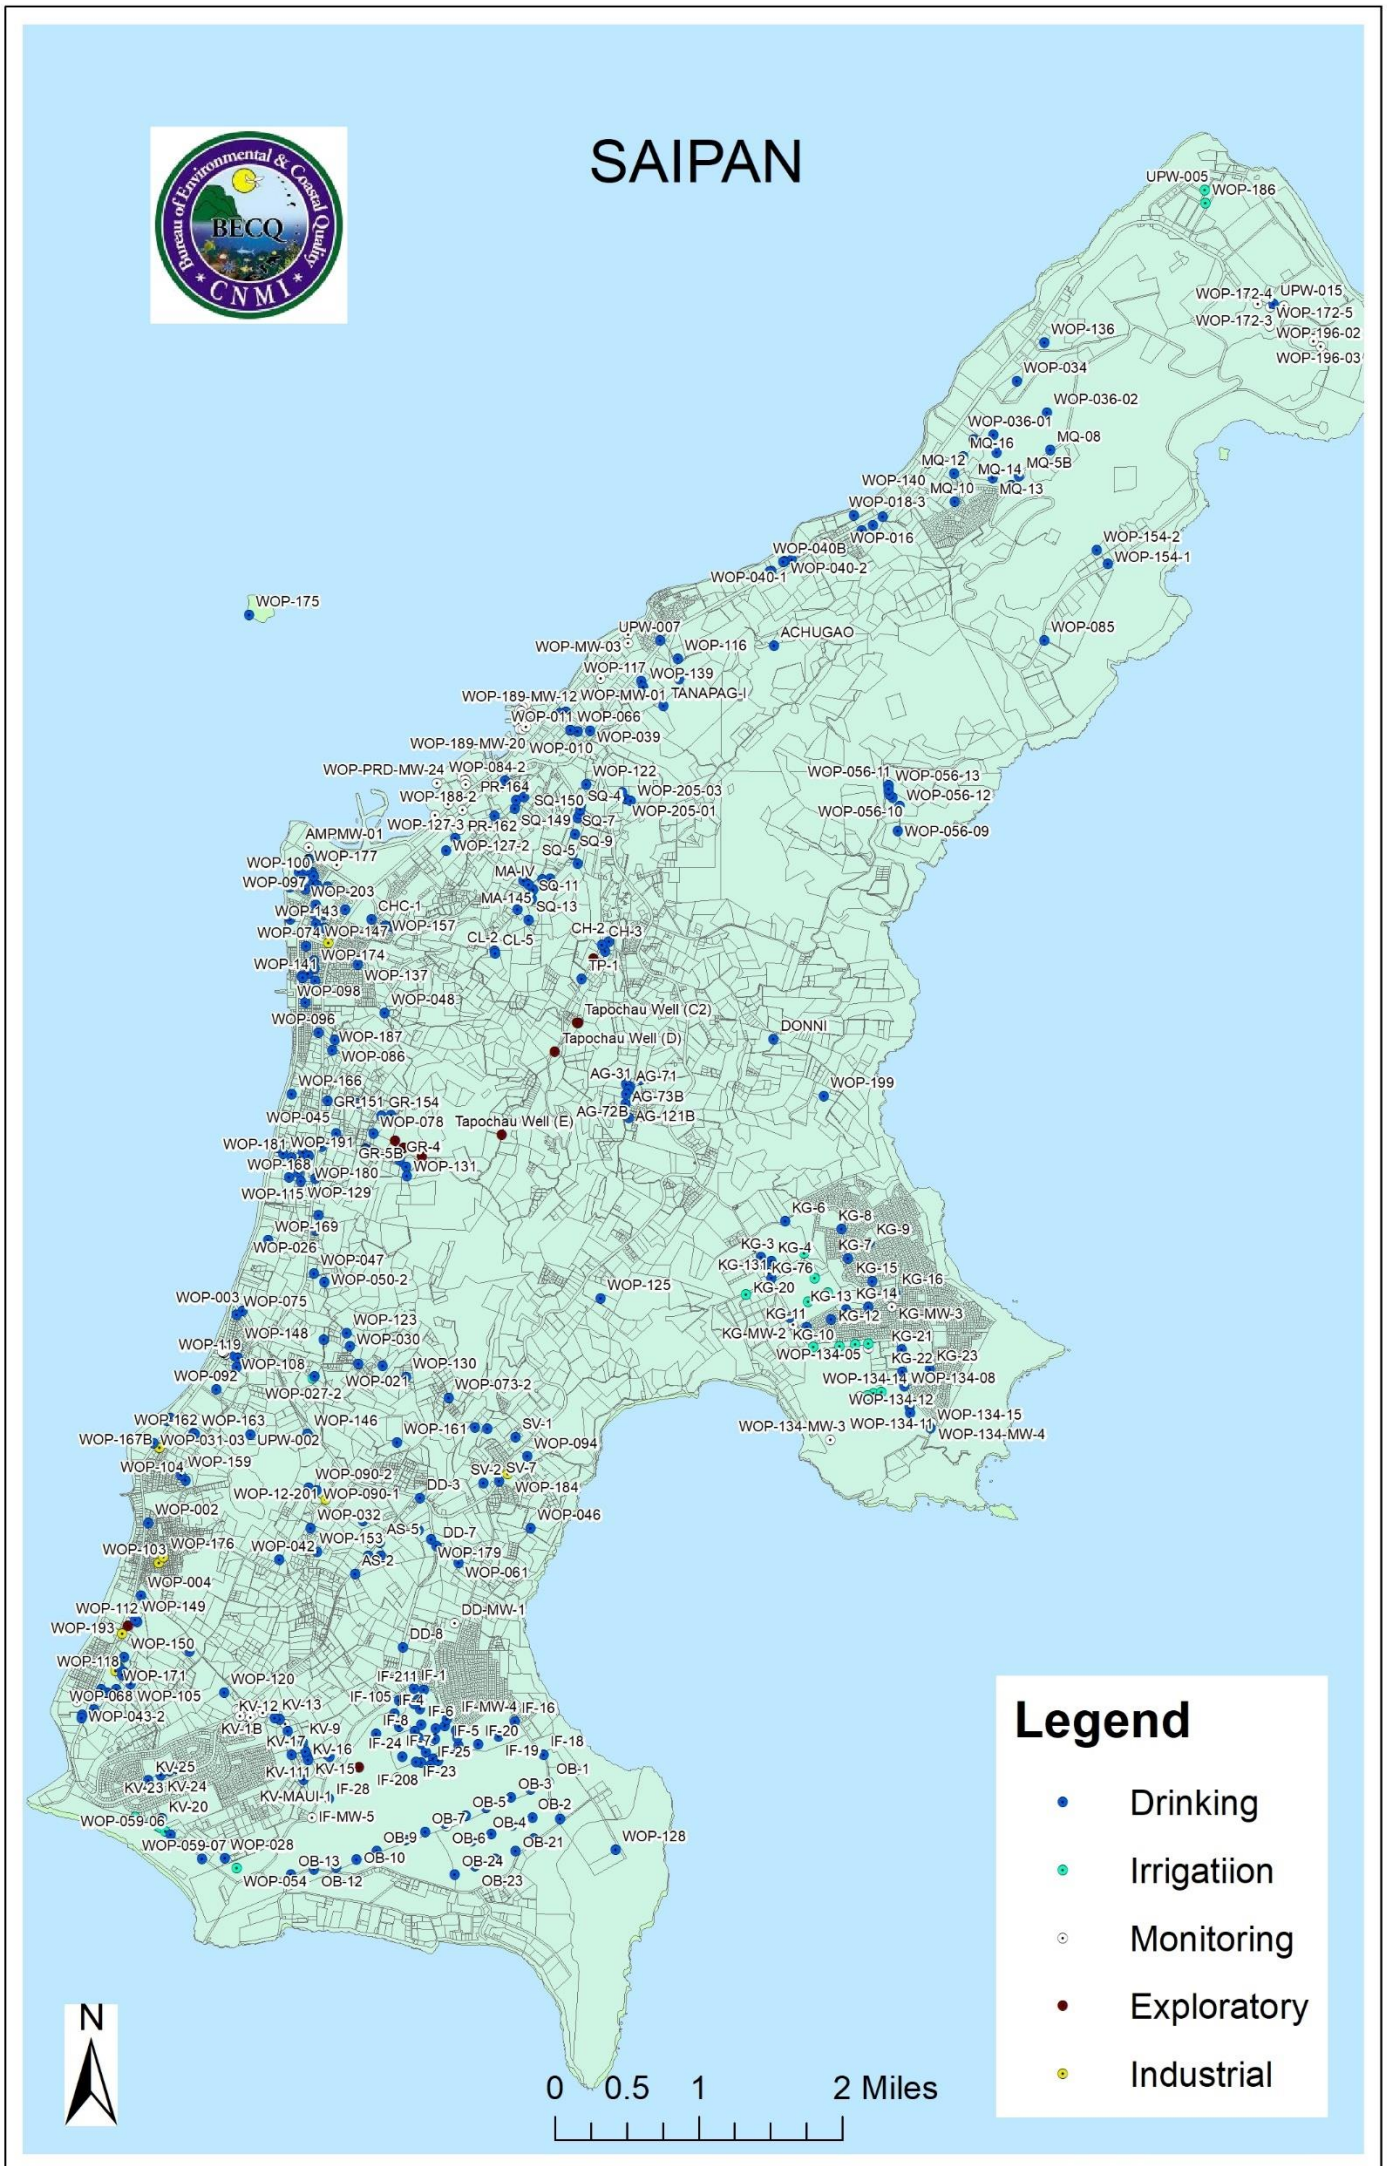 SAIPAN
Bureau of Environmental & Coastal Quality
BECQ
* CNMI *
UPW-005
WOP-186
WOP-172-4
UPW-015
WOP-172-3
WOP-172-5
WOP-196-02
WOP-196-03
WOP-136
WOP-034
WOP-036-02
WOP-036-01
MQ-16
MQ-08
MQ-12
MQ-14
MQ-5B
WOP-140
MQ-10
MQ-13
WOP-018-3
WOP-016
WOP-154-2
WOP-040B
WOP-154-1
WOP-040-1
WOP-040-2
WOP-175
UPW-007
WOP-MW-03
WOP-116
ACHUGAO
WOP-085
WOP-117
WOP-139
WOP-189-MW-12
WOP-MW-01
TANAPAG-I
WOP-011
WOP-066
WOP-189-MW-20
WOP-010
WOP-039
WOP-PRD-MW-24
WOP-084-2
WOP-122
WOP-056-11
WOP-056-13
PR-164
WOP-205-03
WOP-056-12
WOP-188-2
SQ-150
SQ-4
WOP-205-01
WOP-056-10
WOP-127-3
PR-162
SQ-149
SQ-7
WOP-056-09
AMPMW-01
WOP-127-2
SQ-5
SQ-9
WOP-100
WOP-177
WOP-097
WOP-203
MA-IV
SQ-11
WOP-143
CHC-1
MA-145
SQ-13
WOP-074
WOP-147
WOP-157
CH-2
CH-3
WOP-141
WOP-174
CL-2
CL-5
TP-1
WOP-137
WOP-098
WOP-048
WOP-096
Tapochau Well (C2)
WOP-187
Tapochau Well (D)
DONNI
WOP-086
WOP-166
AG-31
AG-71
GR-151
GR-154
AG-73B
WOP-199
WOP-045
WOP-078
Tapochau Well (E)
AG-72B
AG-121B
WOP-181
WOP-191
GR-5B
GR-4
WOP-168
WOP-180
WOP-131
WOP-115
WOP-129
WOP-169
WOP-026
KG-6
KG-8
KG-9
KG-3
KG-4
KG-7
WOP-047
KG-131
KG-76
WOP-050-2
WOP-125
KG-20
KG-15
KG-16
WOP-003
WOP-075
KG-13
KG-14
KG-11
KG-12
KG-MW-3
WOP-148
WOP-123
KG-MW-2
KG-10
WOP-119
WOP-030
WOP-134-05
KG-21
WOP-108
WOP-130
KG-22
KG-23
WOP-092
WOP-021
WOP-134-14
WOP-134-08
WOP-027-2
WOP-073-2
WOP-134-12
WOP-162
WOP-163
WOP-146
WOP-161
SV-1
WOP-134-MW-3
WOP-134-11
WOP-134-15
WOP-134-MW-4
WOP-167B
WOP-031-03
UPW-002
WOP-094
WOP-104
WOP-159
WOP-090-2
SV-2
SV-7
WOP-12-201
WOP-090-1
DD-3
WOP-184
WOP-002
WOP-032
AS-5
DD-7
WOP-046
WOP-176
WOP-153
WOP-103
WOP-042
AS-2
WOP-179
WOP-061
WOP-004
WOP-112
WOP-149
DD-MW-1
WOP-193
WOP-150
DD-8
WOP-118
WOP-171
WOP-120
IF-211
IF-1
WOP-068
WOP-105
IF-105
IF-4
IF-MW-4
IF-16
WOP-043-2
KV-12
KV-13
IF-6
KV-1B
IF-8
KV-9
IF-7
IF-5
IF-20
KV-17
KV-16
IF-24
IF-25
IF-19
IF-18
KV-25
KV-15
IF-208
IF-23
OB-1
KV-23
KV-24
KV-111
IF-28
OB-3
KV-MAUI-1
KV-20
IF-MW-5
OB-5
OB-2
WOP-059-06
OB-7
OB-4
WOP-059-07
WOP-028
OB-9
OB-6
OB-21
WOP-128
WOP-054
OB-13
OB-10
OB-24
OB-12
OB-23
Legend
Drinking
Irrigatiion
Monitoring
Exploratory
Industrial
N
0 0.5 1 2 Miles